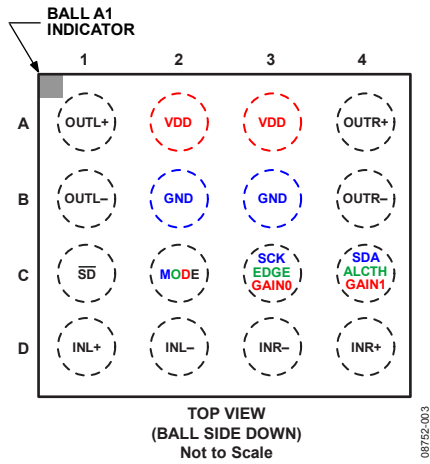 BALL A1
INDICATOR
1 2 3 4
A OUTL+ VDD VDD OUTR+
B OUTL– GND GND OUTR–
C SD MODE SCK EDGE GAIN0 SDA ALCTH GAIN1
D INL+ INL– INR– INR+
TOP VIEW
(BALL SIDE DOWN)
Not to Scale
08752-003